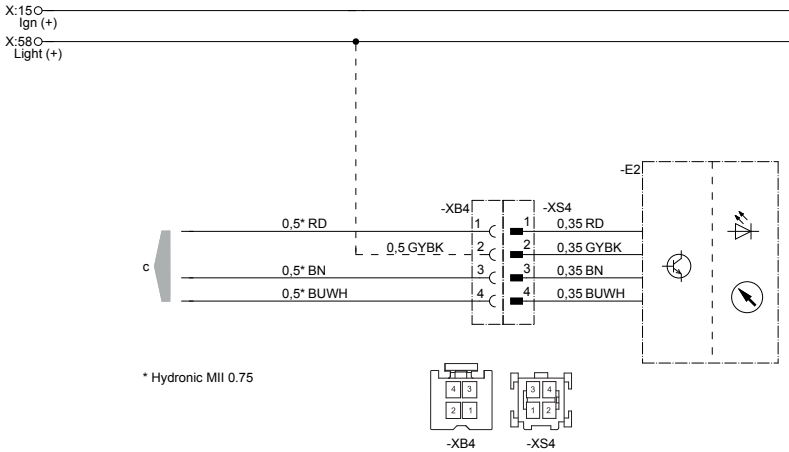 X:15
Ign (+)
X:58
Light (+)
-E2
-XB4 -XS4
0,5* RD 1 1 0,35 RD
0,5 GYBK 2 2 0,35 GYBK
c
0,5* BN 3 3 0,35 BN
0,5* BUWH 4 4 0,35 BUWH
* Hydronic MII 0.75
4 3 3 4
2 1 1 2
-XB4 -XS4